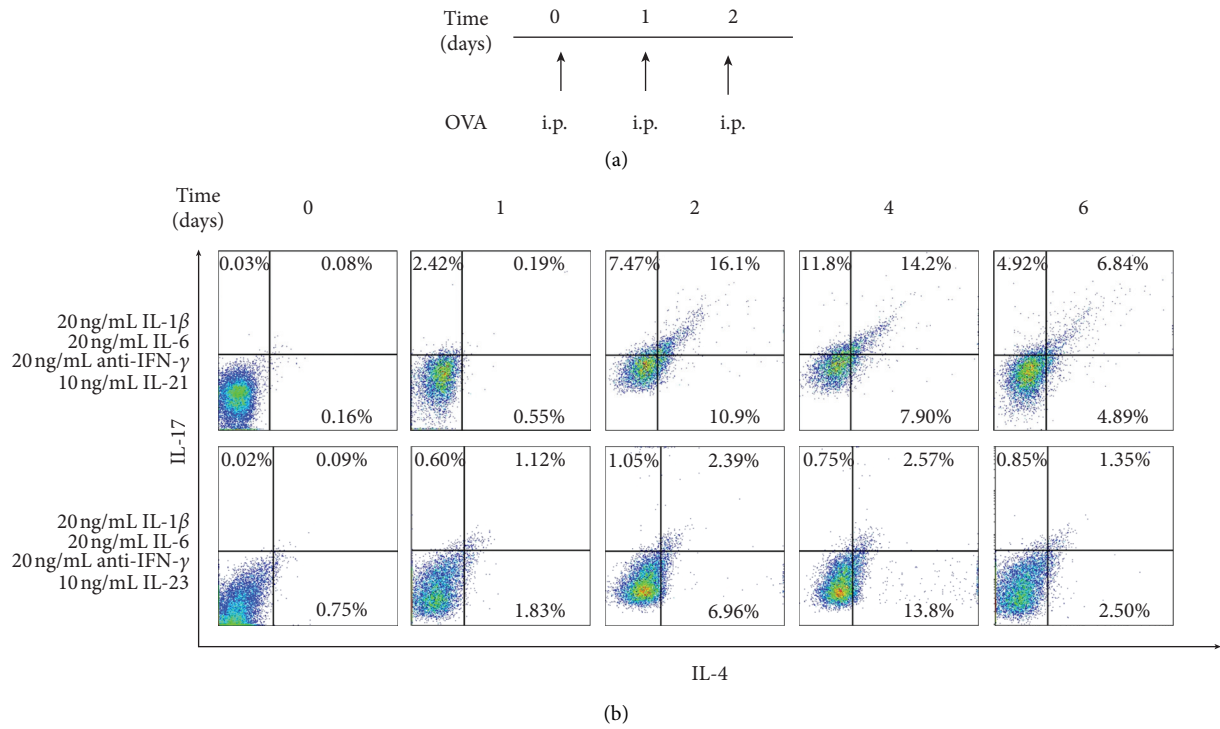 Time
(days)
0 1 2
OVA i.p. i.p. i.p.
(a)
Time
(days)
0 1 2 4 6
0.03% 0.08% 2.42% 0.19% 7.47% 16.1% 11.8% 14.2% 4.92% 6.84%
20 ng/mL IL-1β
20 ng/mL IL-6
20 ng/mL anti-IFN-γ
10 ng/mL IL-21
0.16% 0.55% 10.9% 7.90% 4.89%
IL-17
0.02% 0.09% 0.60% 1.12% 1.05% 2.39% 0.75% 2.57% 0.85% 1.35%
20 ng/mL IL-1β
20 ng/mL IL-6
20 ng/mL anti-IFN-γ
10 ng/mL IL-23
0.75% 1.83% 6.96% 13.8% 2.50%
IL-4
(b)